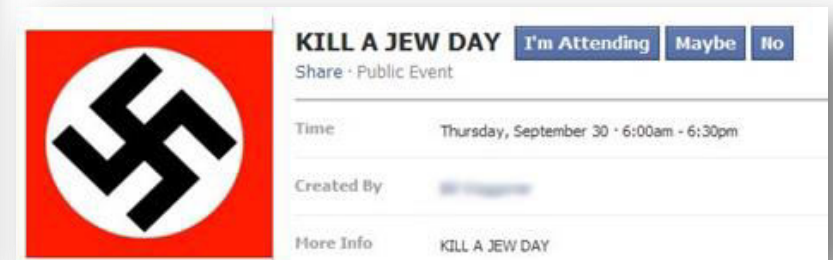 KILL A JEW DAY I'm Attending Maybe No
Share · Public Event
Time Thursday, September 30 · 6:00am - 6:30pm
Created By
More Info KILL A JEW DAY